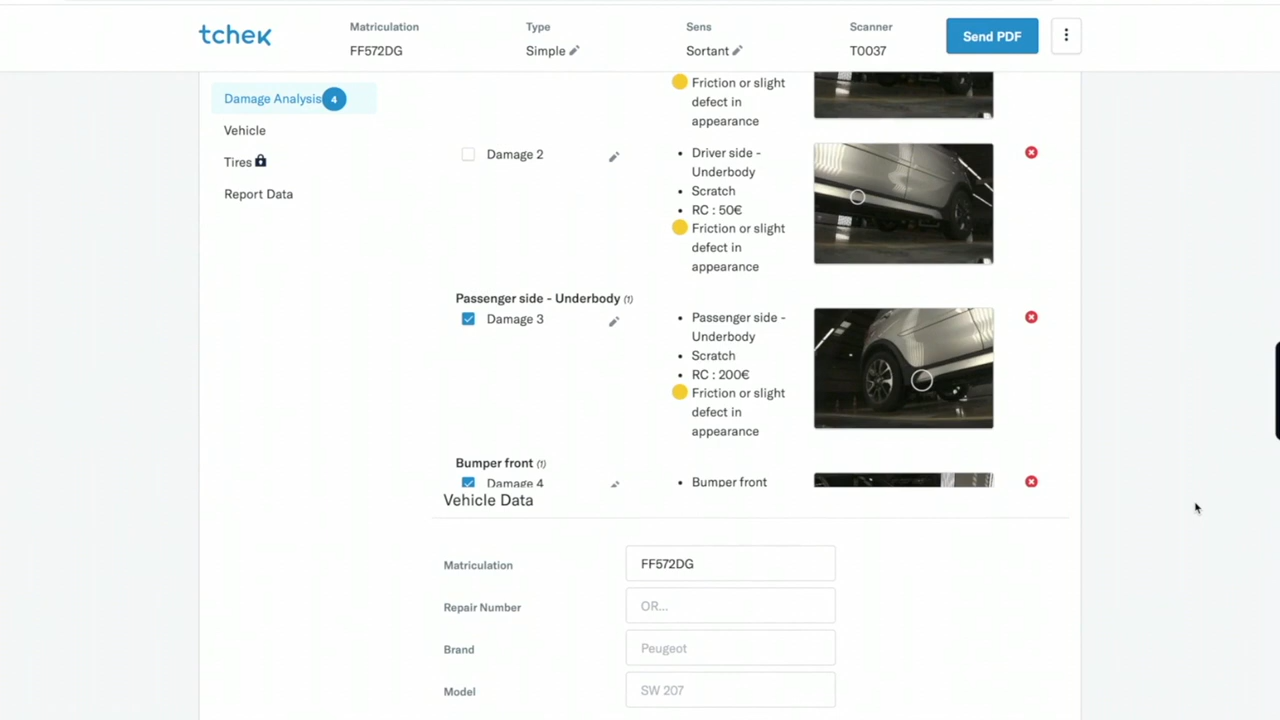 tchek
Matriculation
FF572DG
Type
Simple
Sens
Sortant
Scanner
T0037
Send PDF
Damage Analysis 4
Vehicle
Tires
Report Data
Friction or slight
defect in
appearance
Damage 2
• Driver side -
Underbody
• Scratch
• RC : 50€
Friction or slight
defect in
appearance
Passenger side - Underbody (1)
Damage 3
• Passenger side -
Underbody
• Scratch
• RC : 200€
Friction or slight
defect in
appearance
Bumper front (1)
Damage 4
• Bumper front
Vehicle Data
Matriculation
FF572DG
Repair Number
OR...
Brand
Peugeot
Model
SW 207